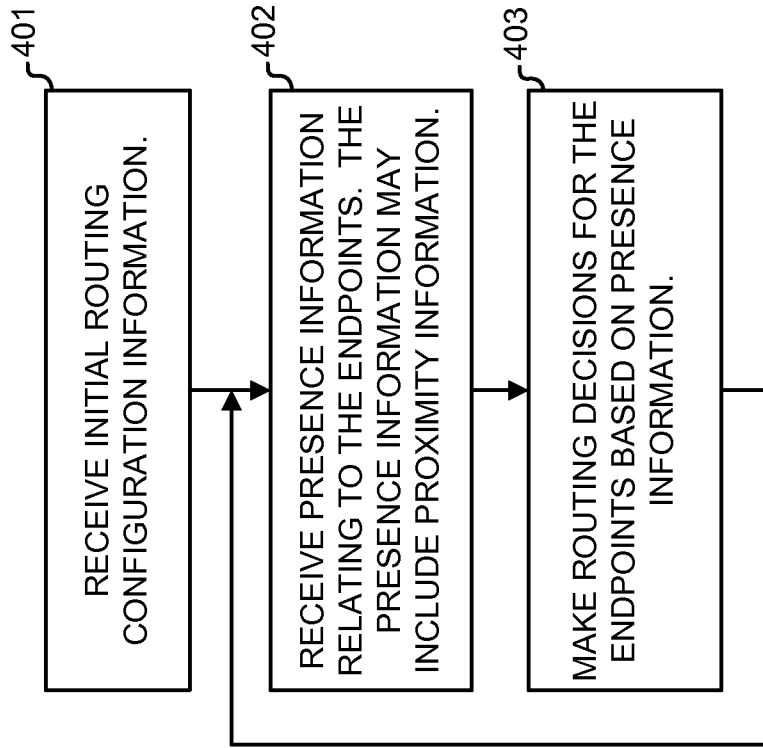 401
RECEIVE INITIAL ROUTING
CONFIGURATION INFORMATION.
402
RECEIVE PRESENCE INFORMATION
RELATING TO THE ENDPOINTS. THE
PRESENCE INFORMATION MAY
INCLUDE PROXIMITY INFORMATION.
403
MAKE ROUTING DECISIONS FOR THE
ENDPOINTS BASED ON PRESENCE
INFORMATION.